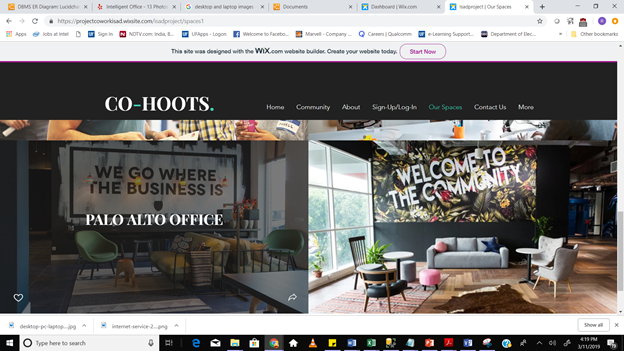 DBMS ER Diagram: Lucidcha
Intelligent Office - 13 Photo
desktop and laptop images
Documents
Dashboard | Wix.com
isadproject | Our Spaces
https://projectcoworkisad.wixsite.com/isadproject/spaces1
Apps
Jobs at Intel
Sign In
NDTV.com: India, B
UFApps - Logon
Welcome to Facebo
Marvell - Company
Careers | Qualcomm
e-Learning Support
Department of Elec
Other bookmarks
This site was designed with the WiX.com website builder. Create your website today.
Start Now
CO-HOOTS.
Home
Community
About
Sign-Up/Log-In
Our Spaces
Contact Us
More
WE GO WHERE
THE BUSINESS IS
PALO ALTO OFFICE
WELCOME TO
THE COMMUNITY
desktop-pc-laptop....jpg
internet-service-2....png
Show all
Type here to search
4:19 PM
3/11/2019